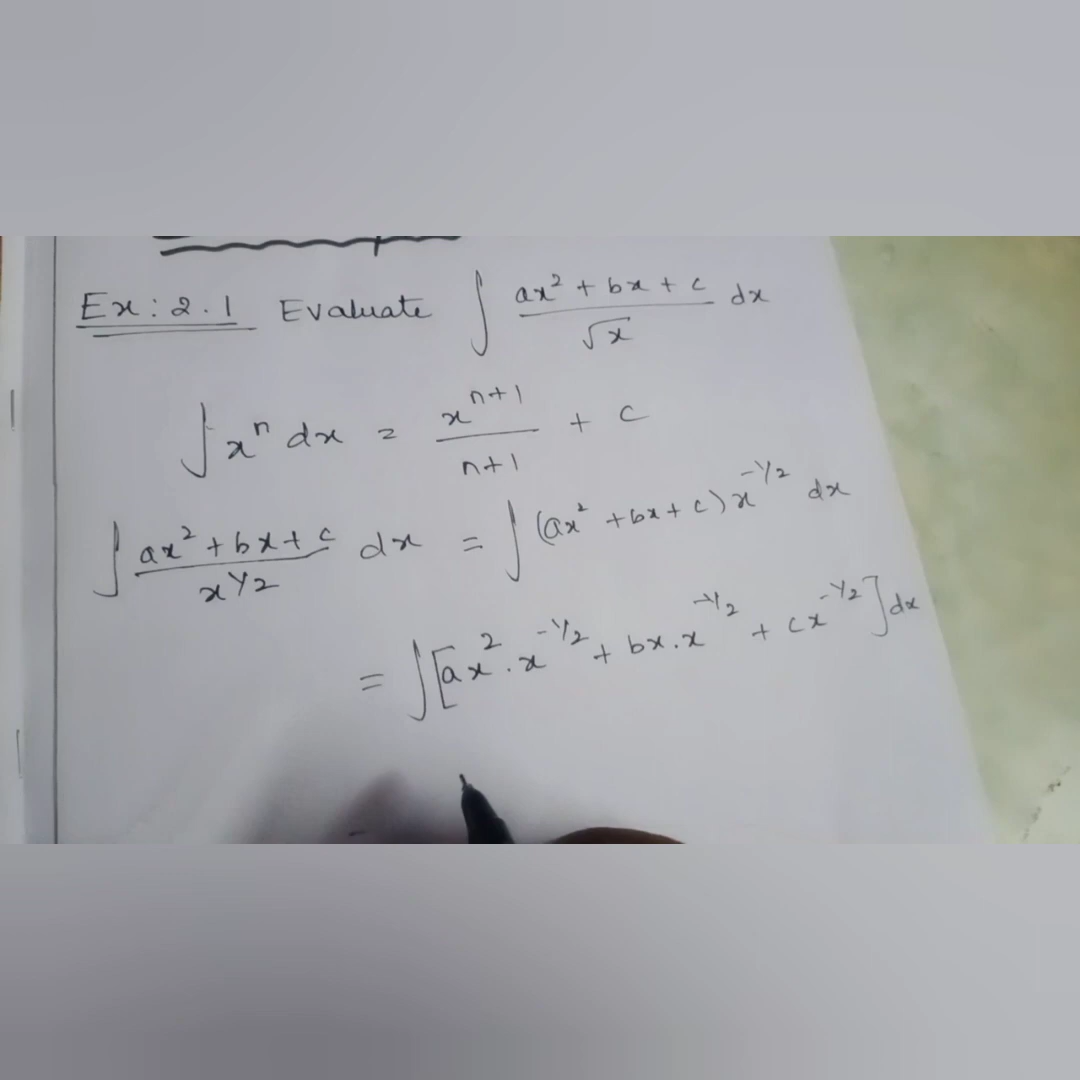 Ex : 2.1 Evaluate ∫ (ax² + bx + c)/√x dx
∫ xⁿ dx = xⁿ⁺¹/(n+1) + c
∫ (ax² + bx + c)/x^(1/2) dx = ∫ (ax² + bx + c) x^(-1/2) dx
= ∫ [ax² . x^(-1/2) + bx . x^(-1/2) + cx^(-1/2)] dx